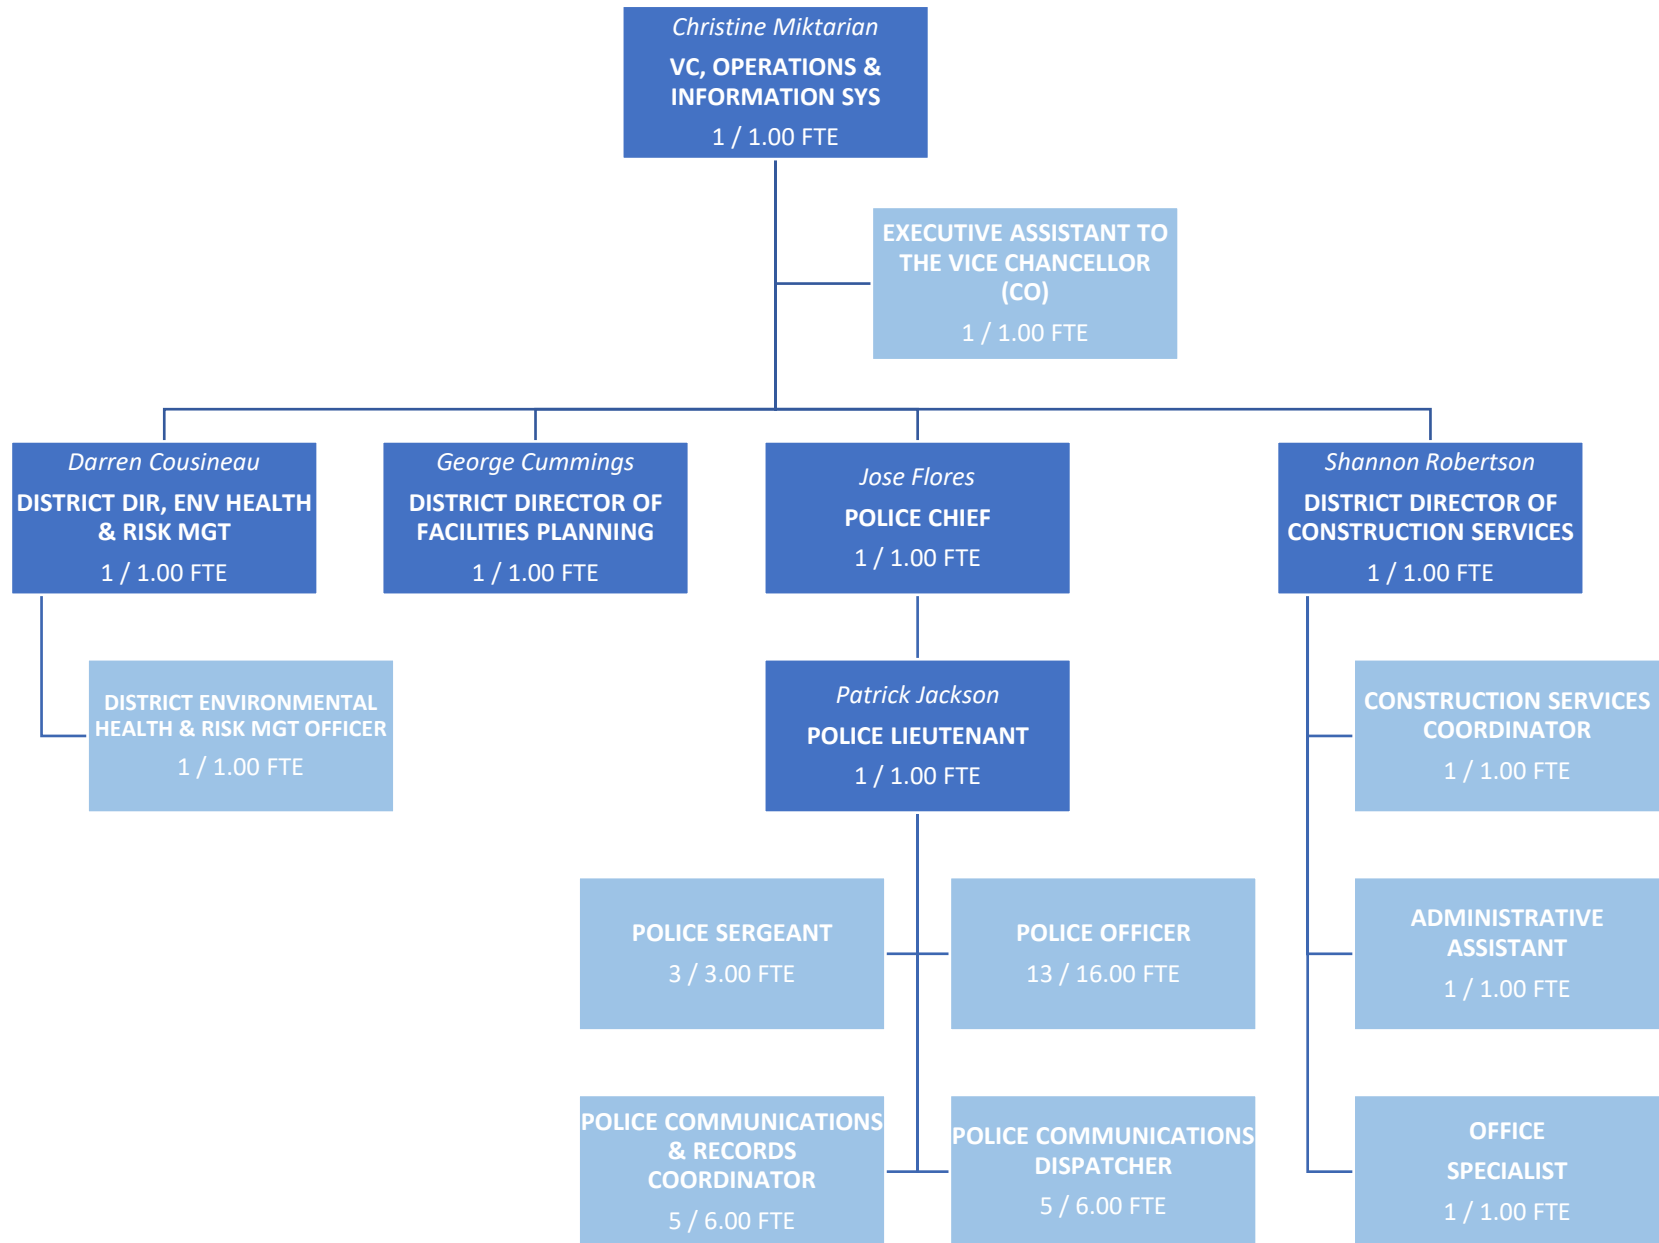 Christine Miktarian
VC, OPERATIONS &
INFORMATION SYS
1 / 1.00 FTE
EXECUTIVE ASSISTANT TO
THE VICE CHANCELLOR
(CO)
1 / 1.00 FTE
Darren Cousineau
DISTRICT DIR, ENV HEALTH
& RISK MGT
1 / 1.00 FTE
George Cummings
DISTRICT DIRECTOR OF
FACILITIES PLANNING
1 / 1.00 FTE
Jose Flores
POLICE CHIEF
1 / 1.00 FTE
Shannon Robertson
DISTRICT DIRECTOR OF
CONSTRUCTION SERVICES
1 / 1.00 FTE
DISTRICT ENVIRONMENTAL
HEALTH & RISK MGT OFFICER
1 / 1.00 FTE
Patrick Jackson
POLICE LIEUTENANT
1 / 1.00 FTE
CONSTRUCTION SERVICES
COORDINATOR
1 / 1.00 FTE
POLICE SERGEANT
3 / 3.00 FTE
POLICE OFFICER
13 / 16.00 FTE
ADMINISTRATIVE
ASSISTANT
1 / 1.00 FTE
POLICE COMMUNICATIONS
& RECORDS
COORDINATOR
5 / 6.00 FTE
POLICE COMMUNICATIONS
DISPATCHER
5 / 6.00 FTE
OFFICE
SPECIALIST
1 / 1.00 FTE